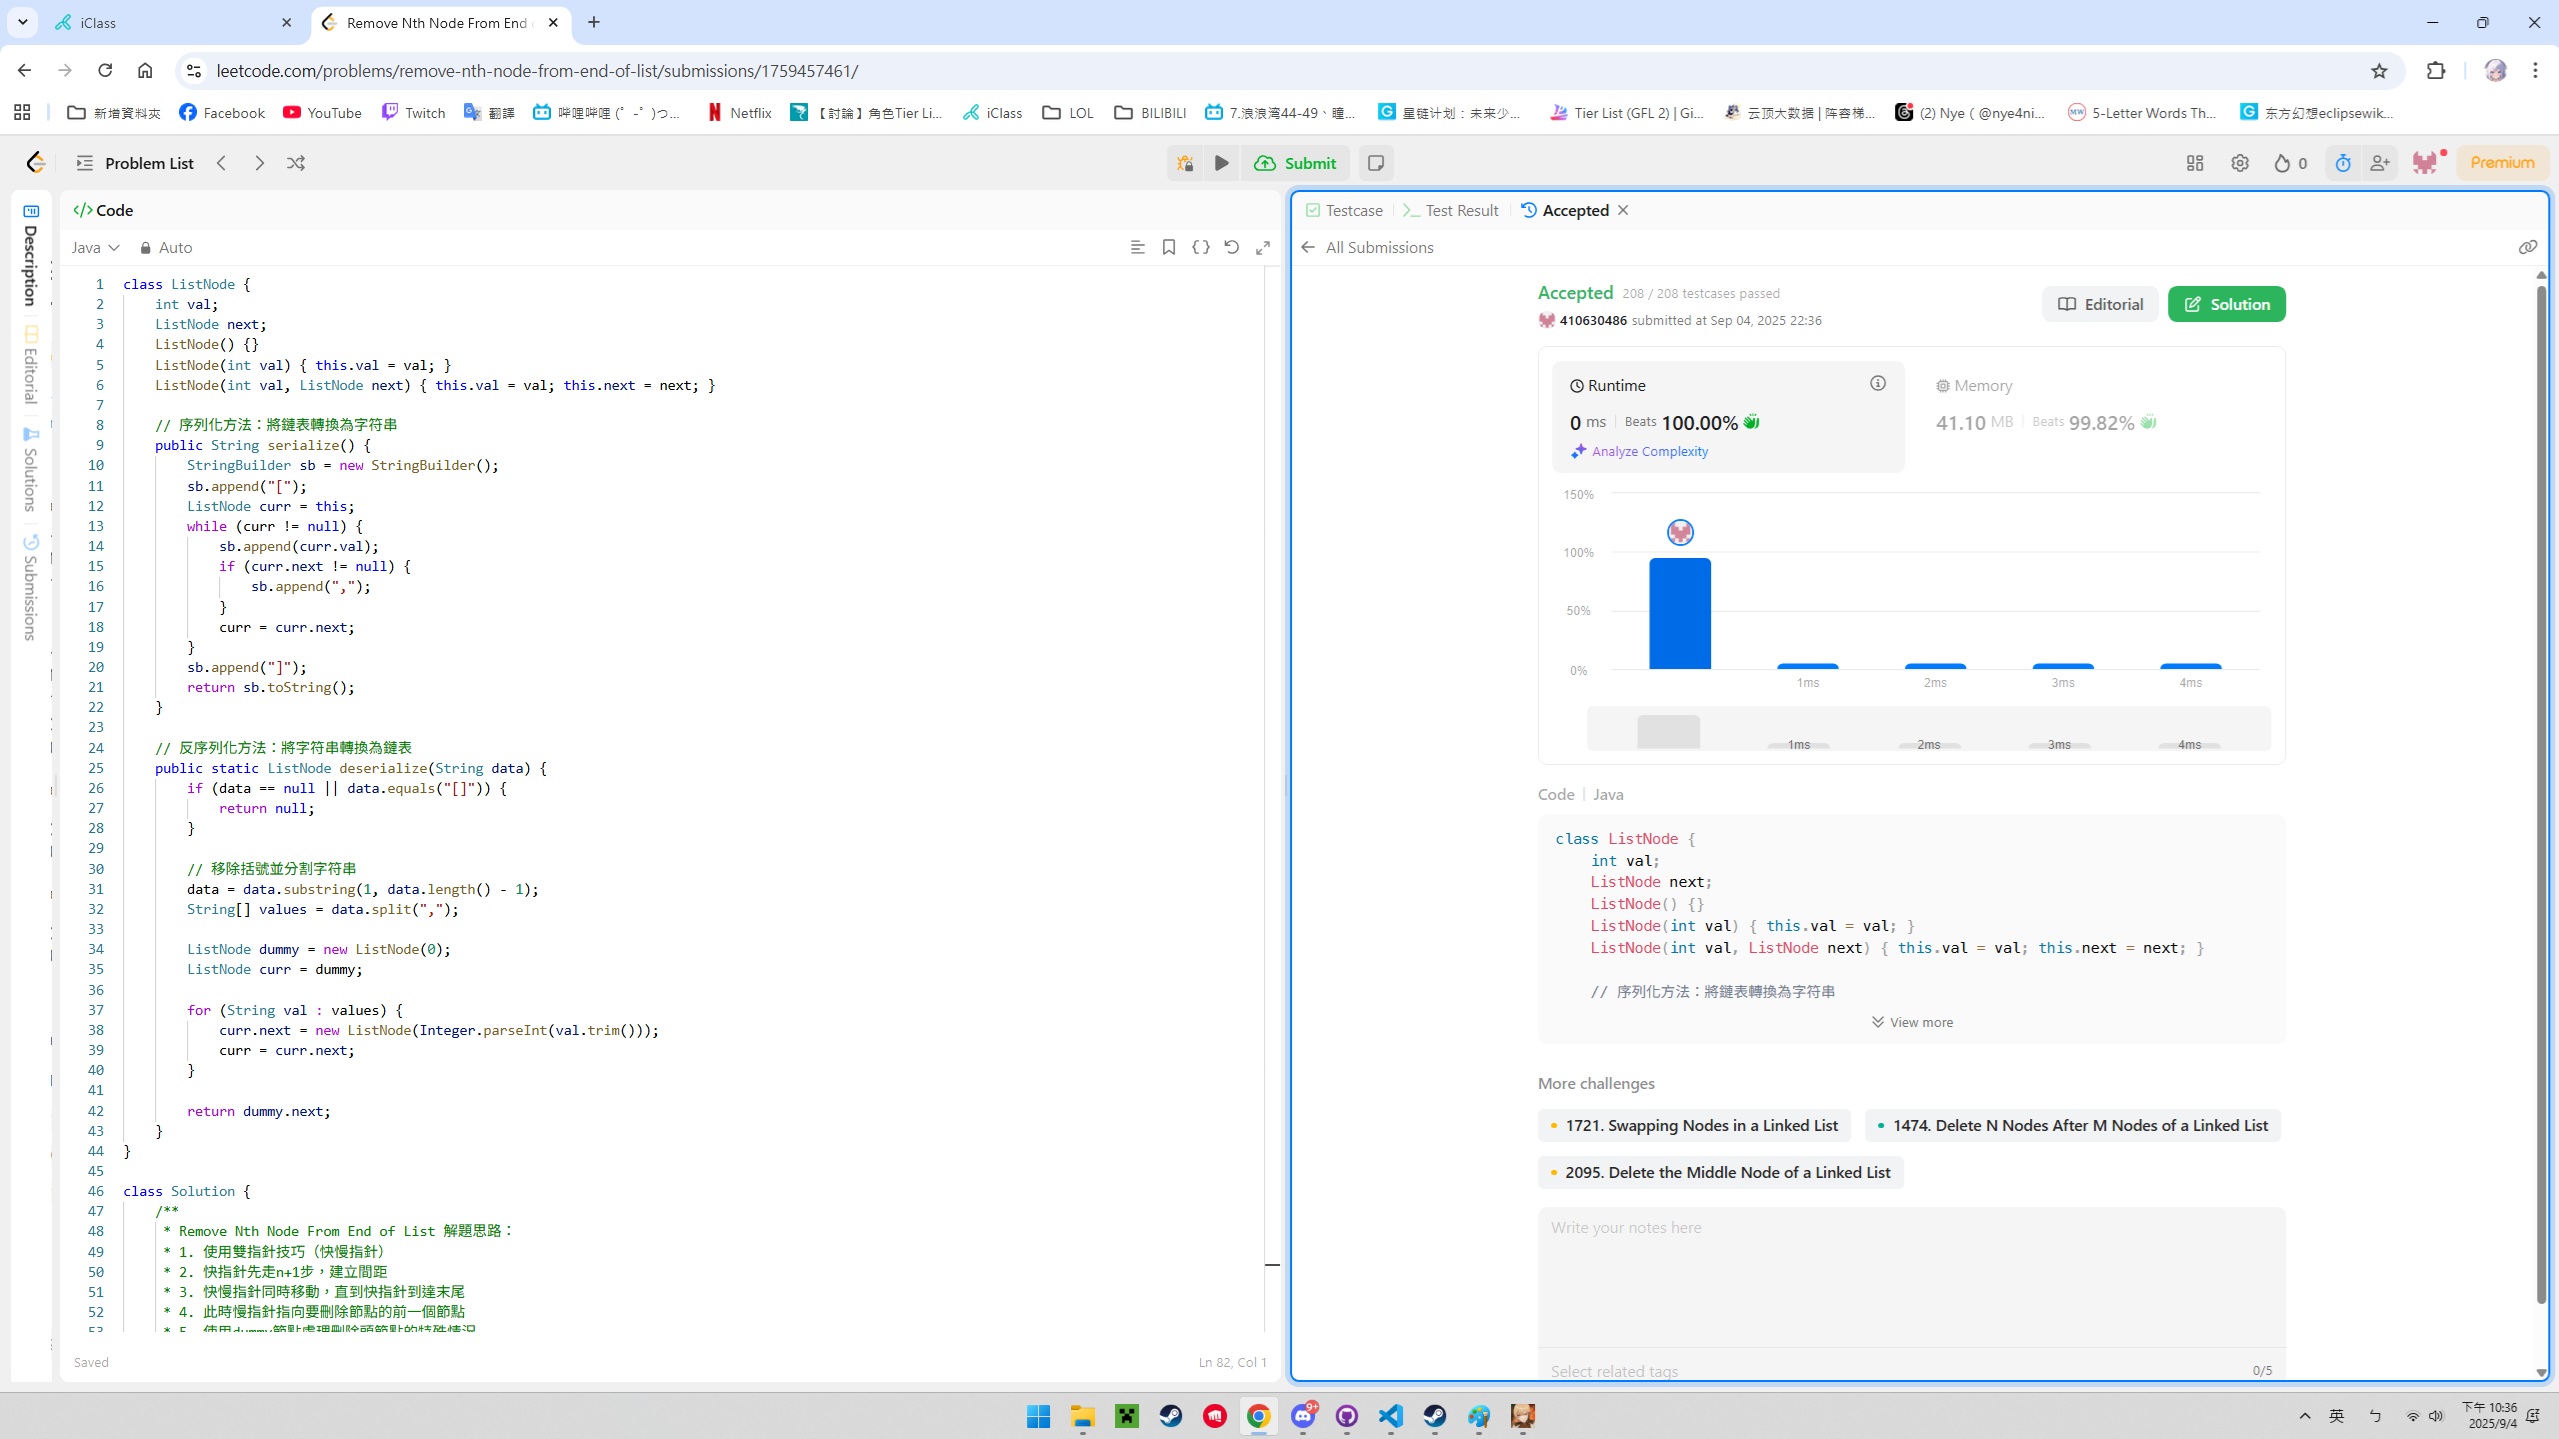 iClass
Remove Nth Node From End
leetcode.com/problems/remove-nth-node-from-end-of-list/submissions/1759457461/
新增資料夾
Facebook
YouTube
Twitch
翻譯
哔哩哔哩 (゜-゜)つ...
Netflix
【討論】角色Tier Li...
iClass
LOL
BILIBILI
7.浪浪湾44-49、瞳...
星链计划：未来少...
Tier List (GFL 2) | Gi...
云顶大数据 | 阵容梯...
(2) Nye ( @nye4ni...
5-Letter Words Th...
东方幻想eclipsewik...
Problem List
Submit
0
Premium
Description
Editorial
Solutions
Submissions
</> Code
Java
Auto
1 class ListNode {
2 int val;
3 ListNode next;
4 ListNode() {}
5 ListNode(int val) { this.val = val; }
6 ListNode(int val, ListNode next) { this.val = val; this.next = next; }
7
8 // 序列化方法：將鏈表轉換為字符串
9 public String serialize() {
10 StringBuilder sb = new StringBuilder();
11 sb.append("[");
12 ListNode curr = this;
13 while (curr != null) {
14 sb.append(curr.val);
15 if (curr.next != null) {
16 sb.append(",");
17 }
18 curr = curr.next;
19 }
20 sb.append("]");
21 return sb.toString();
22 }
23
24 // 反序列化方法：將字符串轉換為鏈表
25 public static ListNode deserialize(String data) {
26 if (data == null || data.equals("[]")) {
27 return null;
28 }
29
30 // 移除括號並分割字符串
31 data = data.substring(1, data.length() - 1);
32 String[] values = data.split(",");
33
34 ListNode dummy = new ListNode(0);
35 ListNode curr = dummy;
36
37 for (String val : values) {
38 curr.next = new ListNode(Integer.parseInt(val.trim()));
39 curr = curr.next;
40 }
41
42 return dummy.next;
43 }
44 }
45
46 class Solution {
47 /**
48 * Remove Nth Node From End of List 解題思路：
49 * 1. 使用雙指針技巧（快慢指針）
50 * 2. 快指針先走n+1步，建立間距
51 * 3. 快慢指針同時移動，直到快指針到達末尾
52 * 4. 此時慢指針指向要刪除節點的前一個節點
53 * 5. 使用dummy節點處理刪除頭節點的特殊情況
Saved
Ln 82, Col 1
Testcase
Test Result
Accepted
All Submissions
Accepted 208 / 208 testcases passed
410630486 submitted at Sep 04, 2025 22:36
Editorial
Solution
Runtime
0 ms | Beats 100.00%
Analyze Complexity
Memory
41.10 MB | Beats 99.82%
150%
100%
50%
0%
1ms
2ms
3ms
4ms
1ms
2ms
3ms
4ms
Code | Java
class ListNode {
int val;
ListNode next;
ListNode() {}
ListNode(int val) { this.val = val; }
ListNode(int val, ListNode next) { this.val = val; this.next = next; }
// 序列化方法：將鏈表轉換為字符串
View more
More challenges
1721. Swapping Nodes in a Linked List
1474. Delete N Nodes After M Nodes of a Linked List
2095. Delete the Middle Node of a Linked List
Write your notes here
Select related tags
0/5
9+
英
ㄅ
下午 10:36
2025/9/4